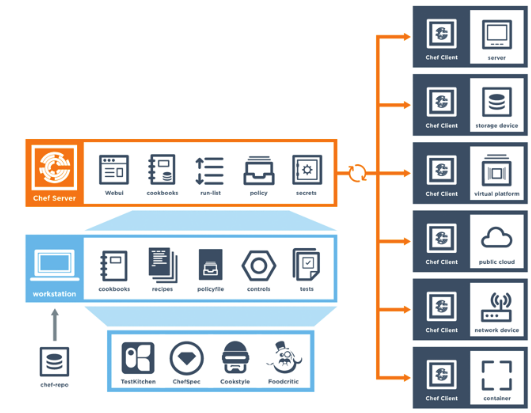 Chef Client
server
Chef Client
storage device
Chef Server
WebUI
cookbooks
run-list
policy
secrets
Chef Client
virtual platform
workstation
cookbooks
recipes
policyfile
controls
tests
Chef Client
public cloud
Chef Client
network device
chef-repo
TestKitchen
ChefSpec
Cookstyle
Foodcritic
Chef Client
container